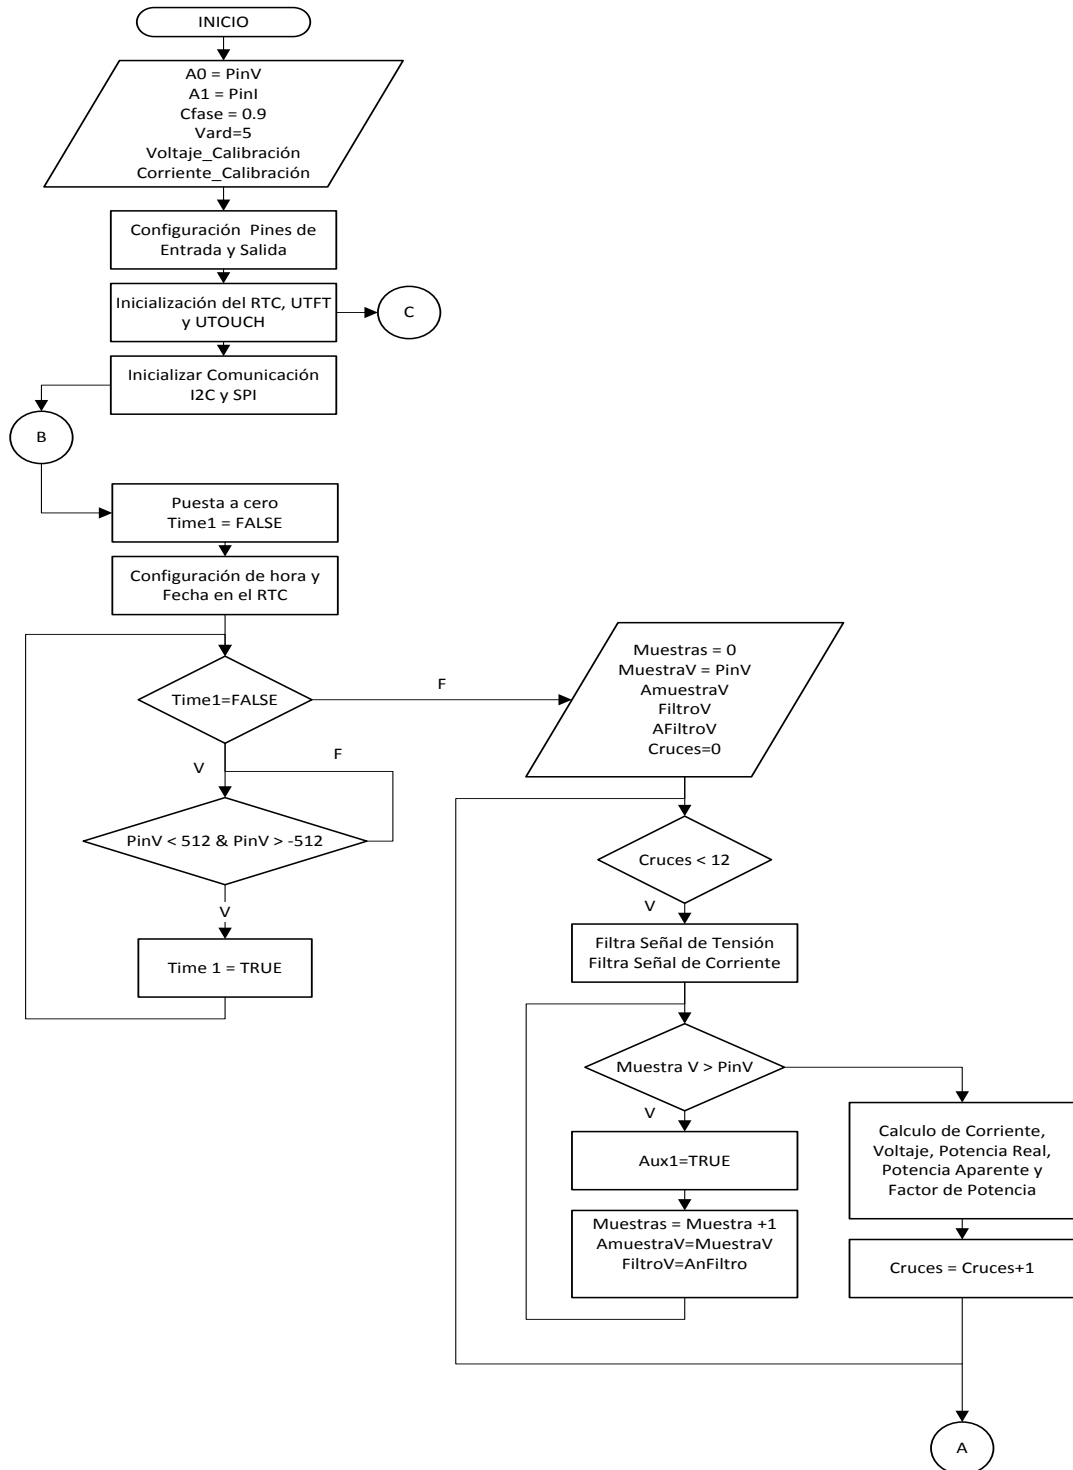 INICIO
A0 = PinV
A1 = PinI
Cfase = 0.9
Vard=5
Voltaje_Calibración
Corriente_Calibración
Configuración  Pines de
Entrada y Salida
Inicialización del RTC, UTFT
y UTOUCH
C
Inicializar Comunicación
I2C y SPI
B
Puesta a cero
Time1 = FALSE
Configuración de hora y
Fecha en el RTC
Time1=FALSE
F
V
F
PinV < 512 & PinV > -512
V
Time 1 = TRUE
Muestras = 0
MuestraV = PinV
AmuestraV
FiltroV
AFiltroV
Cruces=0
Cruces < 12
V
Filtra Señal de Tensión
Filtra Señal de Corriente
Muestra V > PinV
V
Aux1=TRUE
Muestras = Muestra +1
AmuestraV=MuestraV
FiltroV=AnFiltro
Calculo de Corriente,
Voltaje, Potencia Real,
Potencia Aparente y
Factor de Potencia
Cruces = Cruces+1
A